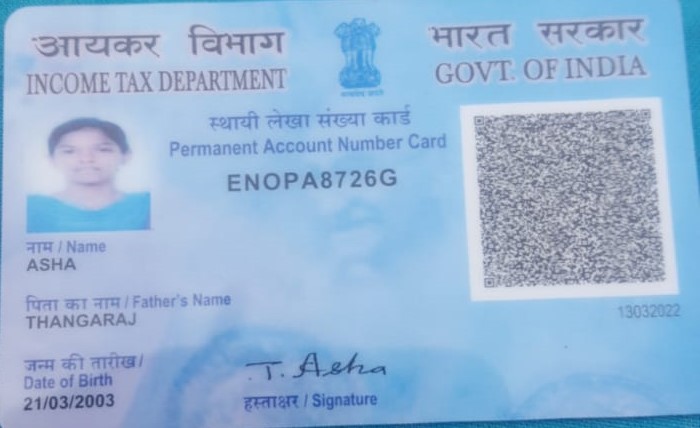 आयकर विभाग
INCOME TAX DEPARTMENT
भारत सरकार
GOVT. OF INDIA
स्थायी लेखा संख्या कार्ड
Permanent Account Number Card
ENOPA8726G
नाम / Name
ASHA
पिता का नाम / Father's Name
THANGARAJ
13032022
जन्म की तारीख /
Date of Birth
21/03/2003
T. Asha
हस्ताक्षर / Signature